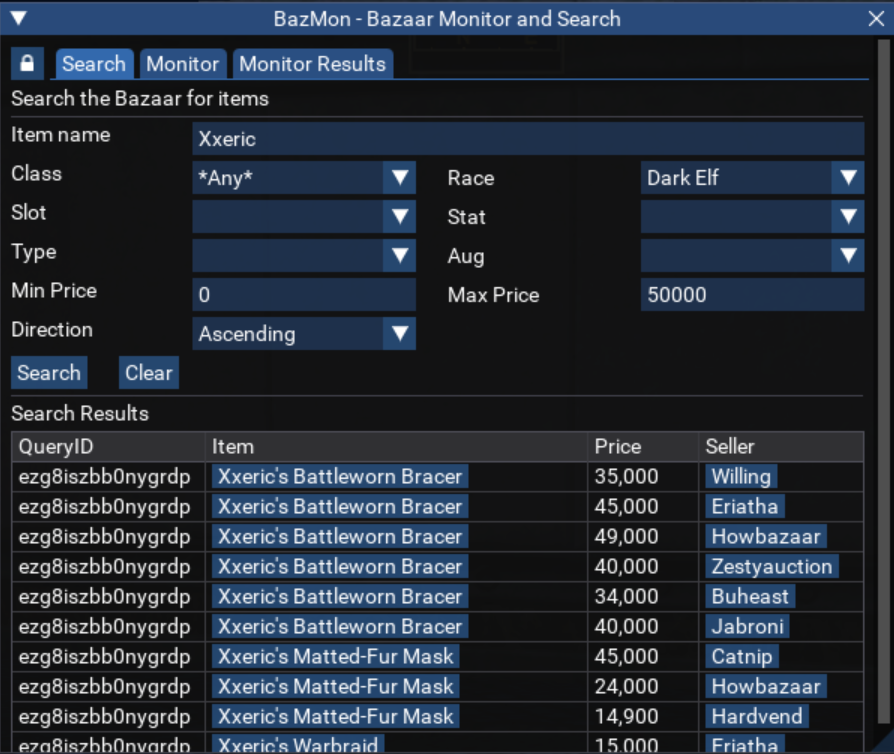 BazMon - Bazaar Monitor and Search
Search Monitor Monitor Results
Search the Bazaar for items
Item name Xxeric
Class *Any* Race Dark Elf
Slot Stat
Type Aug
Min Price 0 Max Price 50000
Direction Ascending
Search Clear
Search Results
QueryID Item Price Seller
ezg8iszbb0nygrdp Xxeric's Battleworn Bracer 35,000 Willing
ezg8iszbb0nygrdp Xxeric's Battleworn Bracer 45,000 Eriatha
ezg8iszbb0nygrdp Xxeric's Battleworn Bracer 49,000 Howbazaar
ezg8iszbb0nygrdp Xxeric's Battleworn Bracer 40,000 Zestyauction
ezg8iszbb0nygrdp Xxeric's Battleworn Bracer 34,000 Buheast
ezg8iszbb0nygrdp Xxeric's Battleworn Bracer 40,000 Jabroni
ezg8iszbb0nygrdp Xxeric's Matted-Fur Mask 45,000 Catnip
ezg8iszbb0nygrdp Xxeric's Matted-Fur Mask 24,000 Howbazaar
ezg8iszbb0nygrdp Xxeric's Matted-Fur Mask 14,900 Hardvend
ezg8iszbb0nygrdp Xxeric's Warbraid 15,000 Eriatha